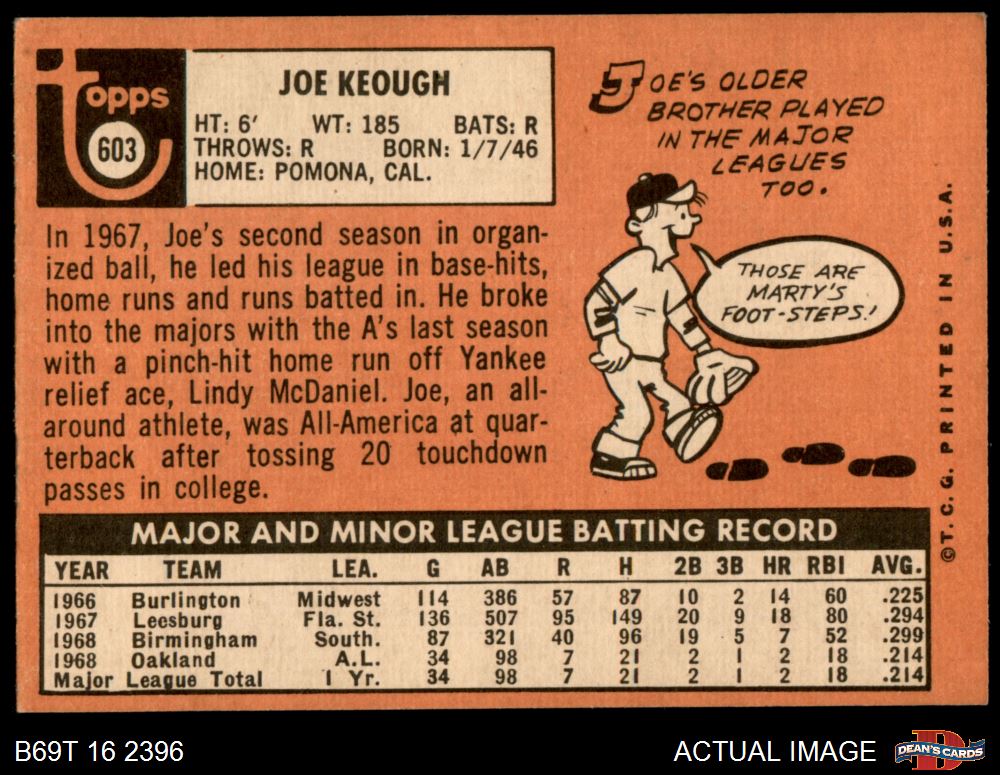 Topps
603
JOE KEOUGH
HT: 6' WT: 185 BATS: R
THROWS: R BORN: 1/7/46
HOME: POMONA, CAL.
JOE'S OLDER
BROTHER PLAYED
IN THE MAJOR
LEAGUES
TOO.
THOSE ARE
MARTY'S
FOOT-STEPS!
In 1967, Joe's second season in organ-
ized ball, he led his league in base-hits,
home runs and runs batted in. He broke
into the majors with the A's last season
with a pinch-hit home run off Yankee
relief ace, Lindy McDaniel. Joe, an all-
around athlete, was All-America at quar-
terback after tossing 20 touchdown
passes in college.
©T. C. G. PRINTED IN U.S.A.
MAJOR AND MINOR LEAGUE BATTING RECORD
YEAR TEAM LEA. G AB R H 2B 3B HR RBI AVG.
1966 Burlington Midwest 114 386 57 87 10 2 14 60 .225
1967 Leesburg Fla. St. 136 507 95 149 20 9 18 80 .294
1968 Birmingham South. 87 321 40 96 19 5 7 52 .299
1968 Oakland A.L. 34 98 7 21 2 1 2 18 .214
Major League Total 1 Yr. 34 98 7 21 2 1 2 18 .214
B69T 16 2396
ACTUAL IMAGE
DEAN'S CARDS